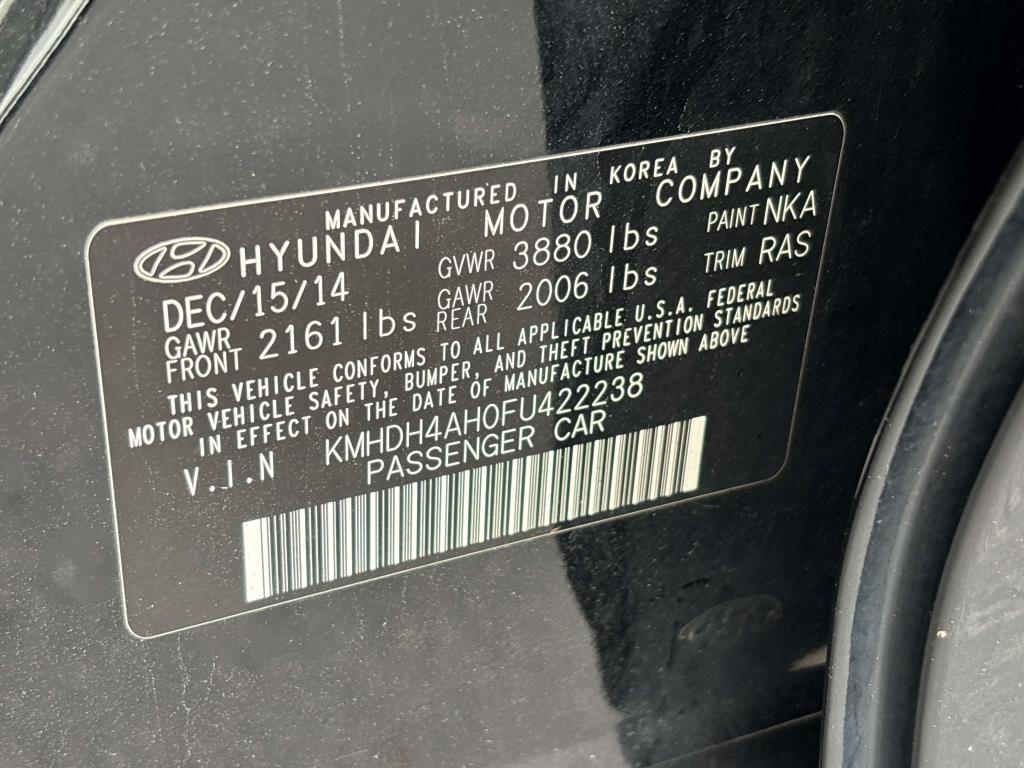 MANUFACTURED IN KOREA BY
HYUNDAI MOTOR COMPANY
DEC/15/14 GVWR 3880 lbs PAINT NKA
GAWR FRONT 2161 lbs GAWR REAR 2006 lbs TRIM RAS
THIS VEHICLE CONFORMS TO ALL APPLICABLE U.S.A. FEDERAL
MOTOR VEHICLE SAFETY, BUMPER, AND THEFT PREVENTION STANDARDS
IN EFFECT ON THE DATE OF MANUFACTURE SHOWN ABOVE
V.I.N KMHDH4AH0FU422238
PASSENGER CAR